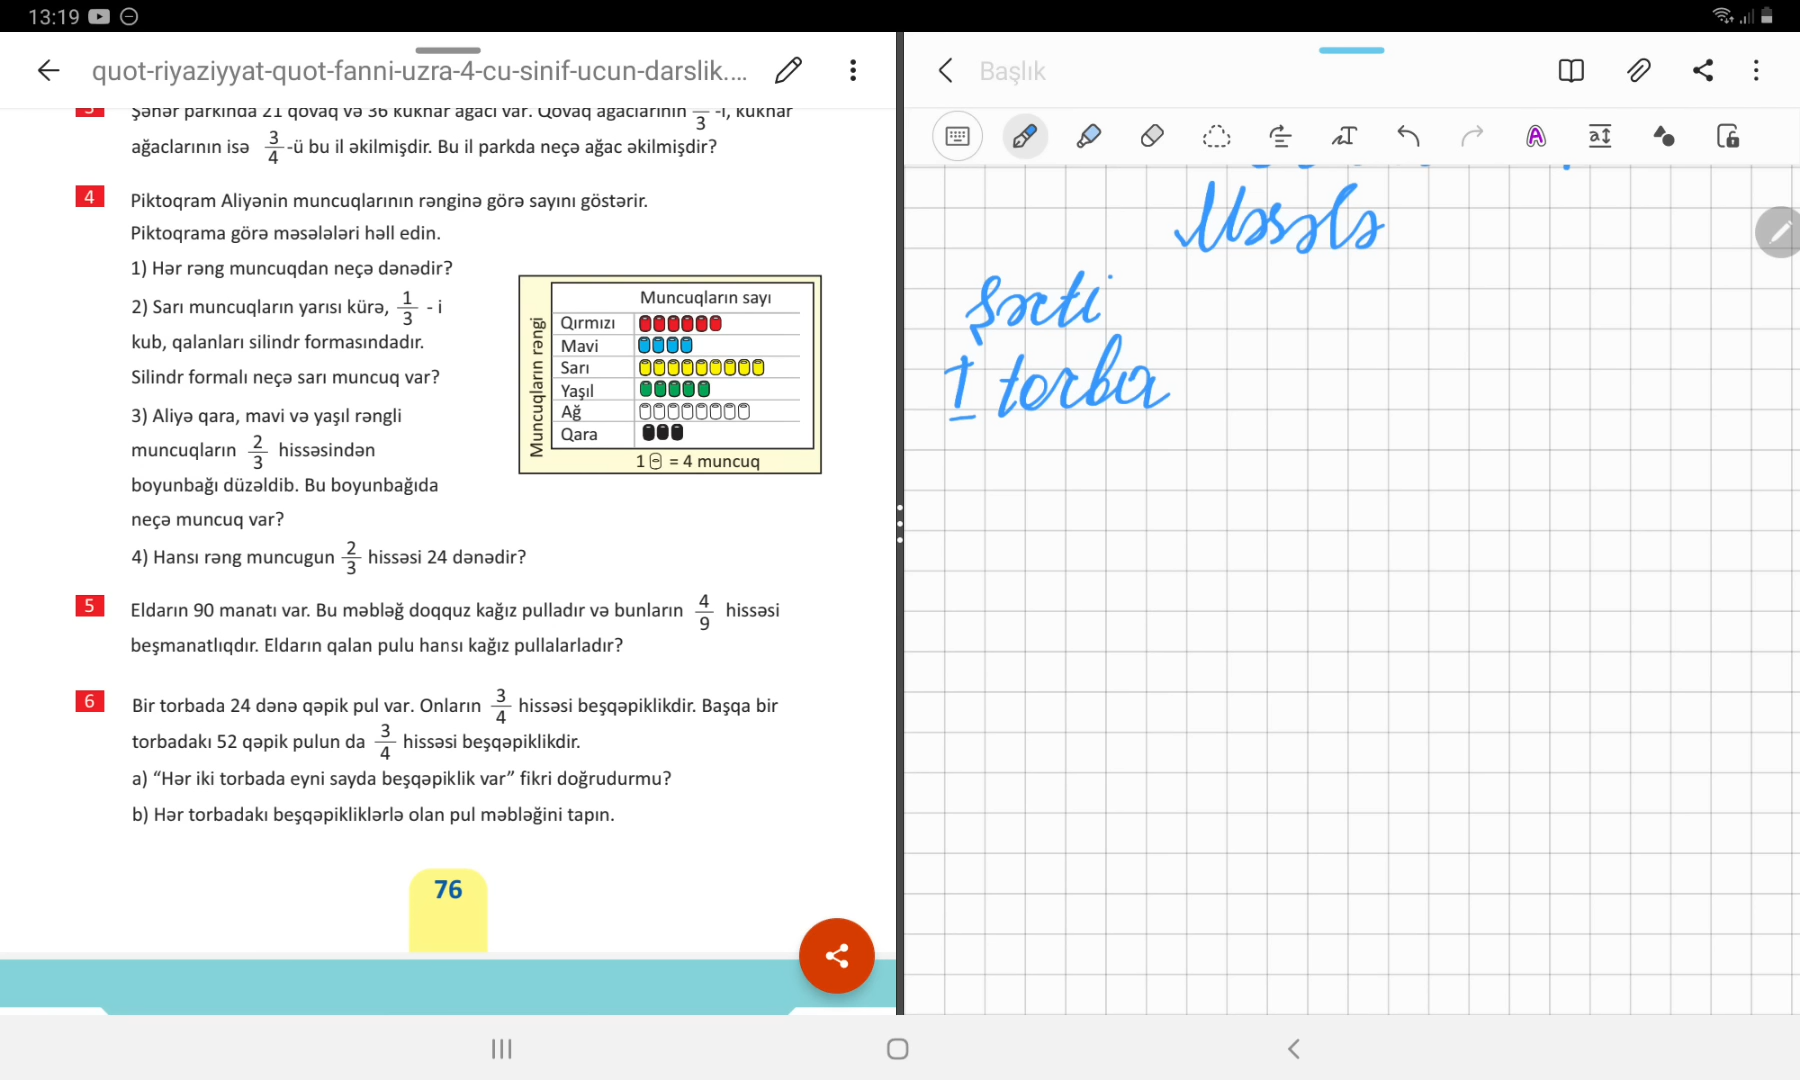 13:19
quot-riyaziyyat-quot-fanni-uzra-4-cu-sinif-ucun-darslik....
3 Şəhər parkında 21 qovaq və 36 küknar ağacı var. Qovaq ağaclarının /3 -i, küknar
ağaclarının isə 3/4 -ü bu il əkilmişdir. Bu il parkda neçə ağac əkilmişdir?
4 Piktoqram Aliyənin muncuqlarının rənginə görə sayını göstərir.
Piktoqrama görə məsələləri həll edin.
1) Hər rəng muncuqdan neçə dənədir?
2) Sarı muncuqların yarısı kürə, 1/3 - i
kub, qalanları silindr formasındadır.
Silindr formalı neçə sarı muncuq var?
3) Aliyə qara, mavi və yaşıl rəngli
muncuqların 2/3 hissəsindən
boyunbağı düzəldib. Bu boyunbağıda
neçə muncuq var?
4) Hansı rəng muncugun 2/3 hissəsi 24 dənədir?
Muncuqların rəngi
Muncuqların sayı
Qırmızı
Mavi
Sarı
Yaşıl
Ağ
Qara
1 = 4 muncuq
5 Eldarın 90 manatı var. Bu məbləğ doqquz kağız pulladır və bunların 4/9 hissəsi
beşmanatlıqdır. Eldarın qalan pulu hansı kağız pullalarladır?
6 Bir torbada 24 dənə qəpik pul var. Onların 3/4 hissəsi beşqəpiklikdir. Başqa bir
torbadakı 52 qəpik pulun da 3/4 hissəsi beşqəpiklikdir.
a) “Hər iki torbada eyni sayda beşqəpiklik var” fikri doğrudurmu?
b) Hər torbadakı beşqəpikliklərlə olan pul məbləğini tapın.
76
Başlık
Məsələ
Şərti
I torba